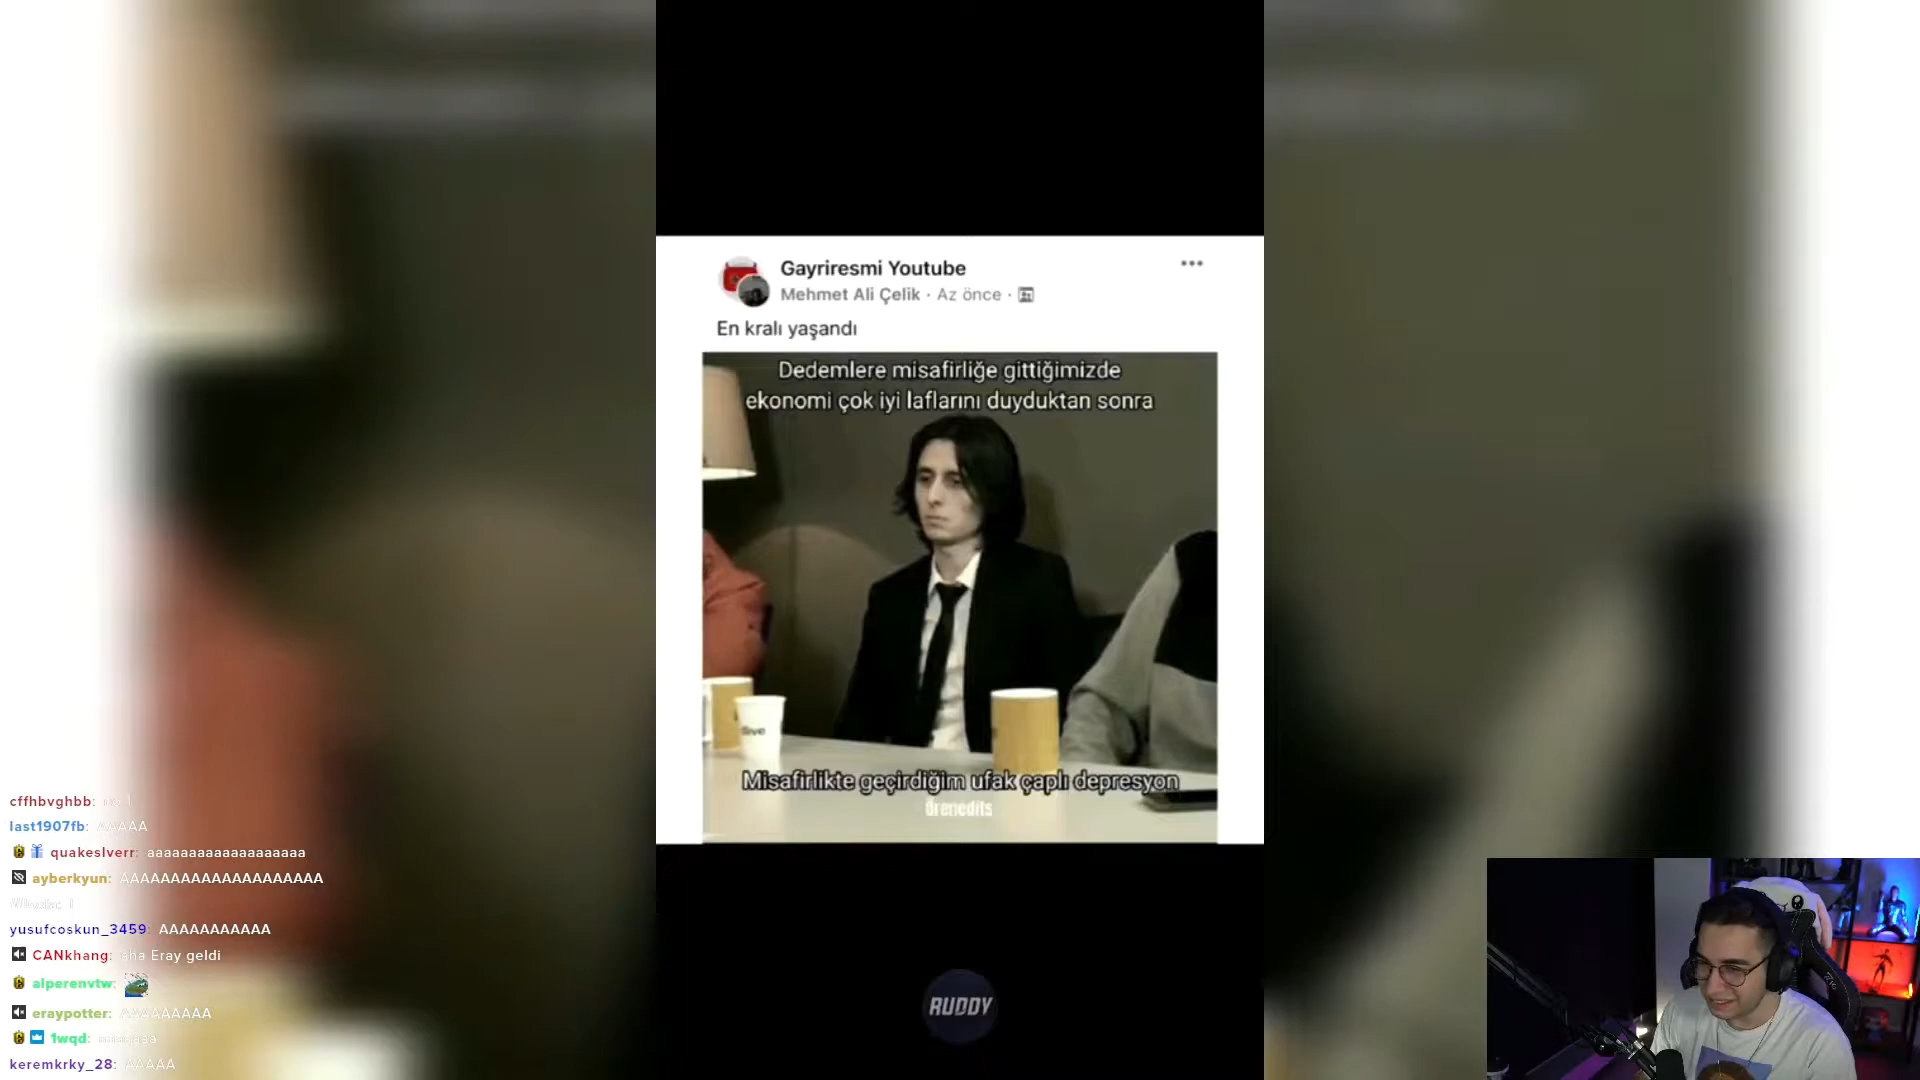 Gayriresmi Youtube
Mehmet Ali Çelik · Az önce ·
En kralı yaşandı
Dedemlere misafirliğe gittiğimizde
ekonomi çok iyi laflarını duyduktan sonra
Misafirlikte geçirdiğim ufak çaplı depresyon
örenedits
RUDDY
cffhbvghbb:
last1907fb: AAAAA
quakeslverr: aaaaaaaaaaaaaaaaaaa
ayberkyun: AAAAAAAAAAAAAAAAAAAA
yusufcoskun_3459: AAAAAAAAAAA
CANkhang: aha Eray geldi
alperenvtw:
eraypotter: AAAAAAAAA
1wqd:
keremkrky_28: AAAAA